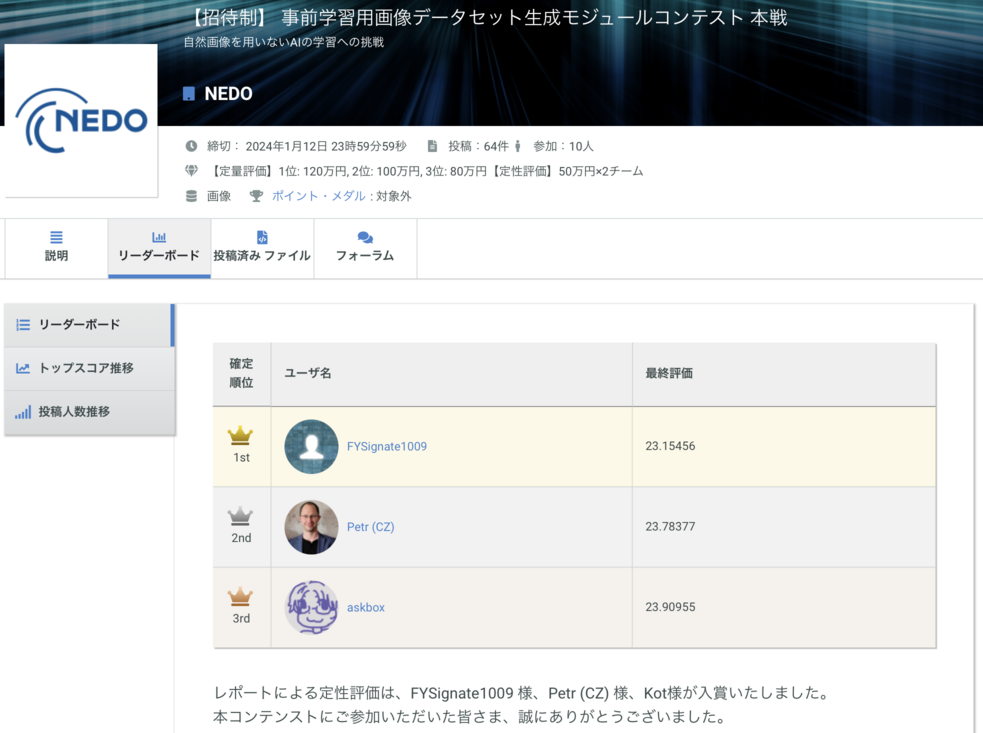 【招待制】 事前学習用画像データセット生成モジュールコンテスト 本戦
自然画像を用いないAIの学習への挑戦
NEDO
NEDO
締切： 2024年1月12日 23時59分59秒 投稿：64件 参加：10人
【定量評価】1位: 120万円, 2位: 100万円, 3位: 80万円【定性評価】50万円×2チーム
画像 ポイント・メダル : 対象外
説明 リーダーボード 投稿済み ファイル フォーラム
リーダーボード
トップスコア推移
投稿人数推移
確定順位 ユーザ名 最終評価
1st FYSignate1009 23.15456
2nd Petr (CZ) 23.78377
3rd askbox 23.90955
レポートによる定性評価は、FYSignate1009 様、Petr (CZ) 様、Kot様が入賞いたしました。
本コンテンストにご参加いただいた皆さま、誠にありがとうございました。